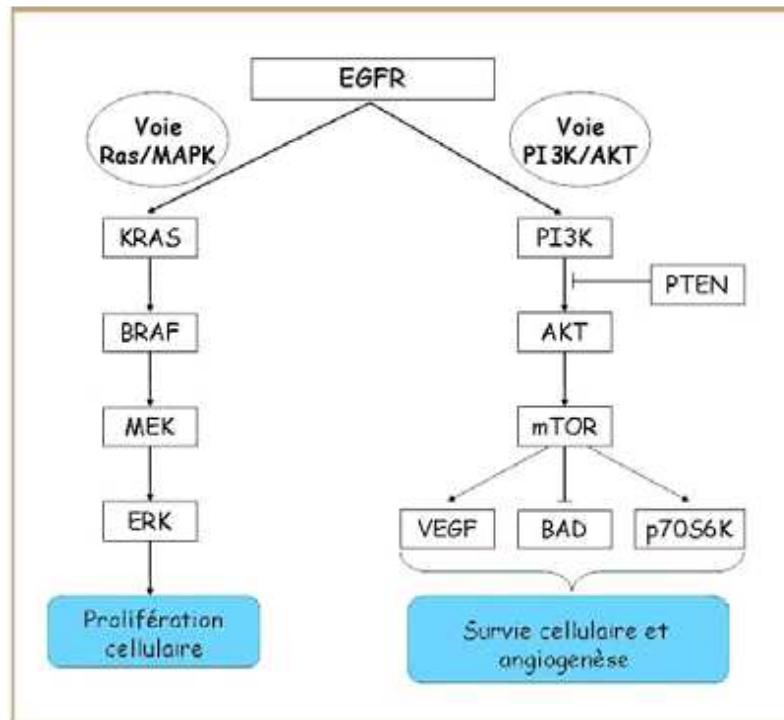 EGFR
Voie
Ras/MAPK
Voie
PI3K/AKT
KRAS
PI3K
PTEN
BRAF
AKT
MEK
mTOR
ERK
VEGF
BAD
p70S6K
Prolifération
cellulaire
Survie cellulaire et
angiogenèse